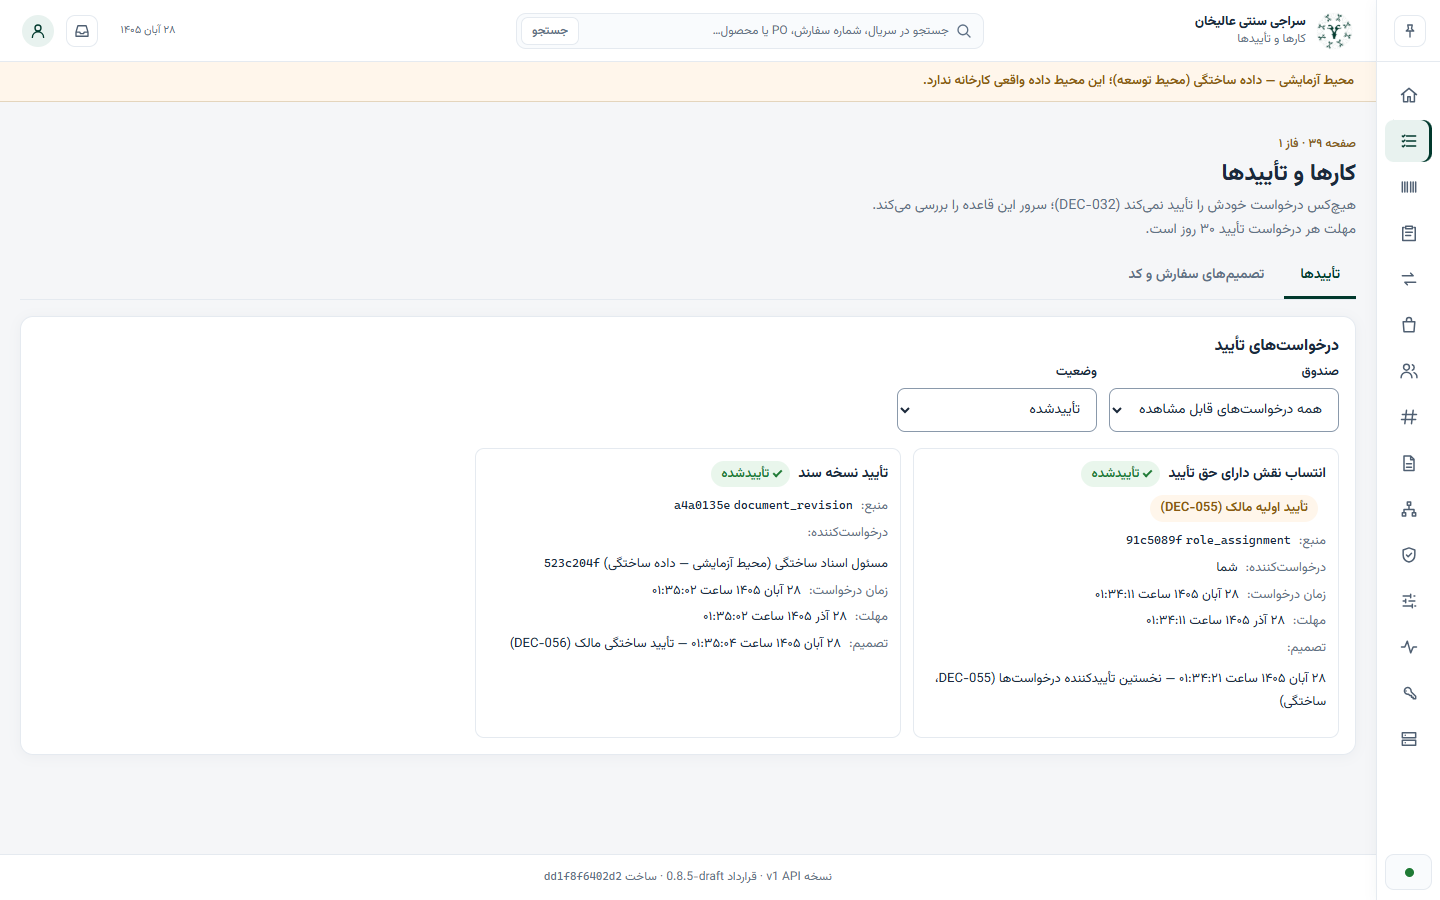 سراجی سنتی عالیخان
کارها و تأییدها
جستجو در سریال، شماره سفارش، PO یا محصول...
جستجو
۲۸ آبان ۱۴۰۵
محیط آزمایشی — داده ساختگی (محیط توسعه)؛ این محیط داده واقعی کارخانه ندارد.
صفحه ۳۹ · فاز ۱
کارها و تأییدها
هیچ‌کس درخواست خودش را تأیید نمی‌کند (DEC-032)؛ سرور این قاعده را بررسی می‌کند.
مهلت هر درخواست تأیید ۳۰ روز است.
تأییدها
تصمیم‌های سفارش و کد
درخواست‌های تأیید
صندوق
وضعیت
همه درخواست‌های قابل مشاهده
تأییدشده
انتساب نقش دارای حق تأیید تأییدشده
تأیید اولیه مالک (DEC-055)
منبع: role_assignment 91c5089f
درخواست‌کننده: شما
زمان درخواست: ۲۸ آبان ۱۴۰۵ ساعت ۰۱:۳۴:۱۱
مهلت: ۲۸ آذر ۱۴۰۵ ساعت ۰۱:۳۴:۱۱
تصمیم:
۲۸ آبان ۱۴۰۵ ساعت ۰۱:۳۴:۲۱ — نخستین تأییدکننده درخواست‌ها (DEC-055،
ساختگی)
تأیید نسخه سند تأییدشده
منبع: document_revision a4a0135e
درخواست‌کننده:
مسئول اسناد ساختگی (محیط آزمایشی — داده ساختگی) 523c204f
زمان درخواست: ۲۸ آبان ۱۴۰۵ ساعت ۰۱:۳۵:۰۲
مهلت: ۲۸ آذر ۱۴۰۵ ساعت ۰۱:۳۵:۰۲
تصمیم: ۲۸ آبان ۱۴۰۵ ساعت ۰۱:۳۵:۰۴ — تأیید ساختگی مالک (DEC-056)
نسخه v1 API · قرارداد 0.8.5-draft · ساخت dd1f8f6402d2